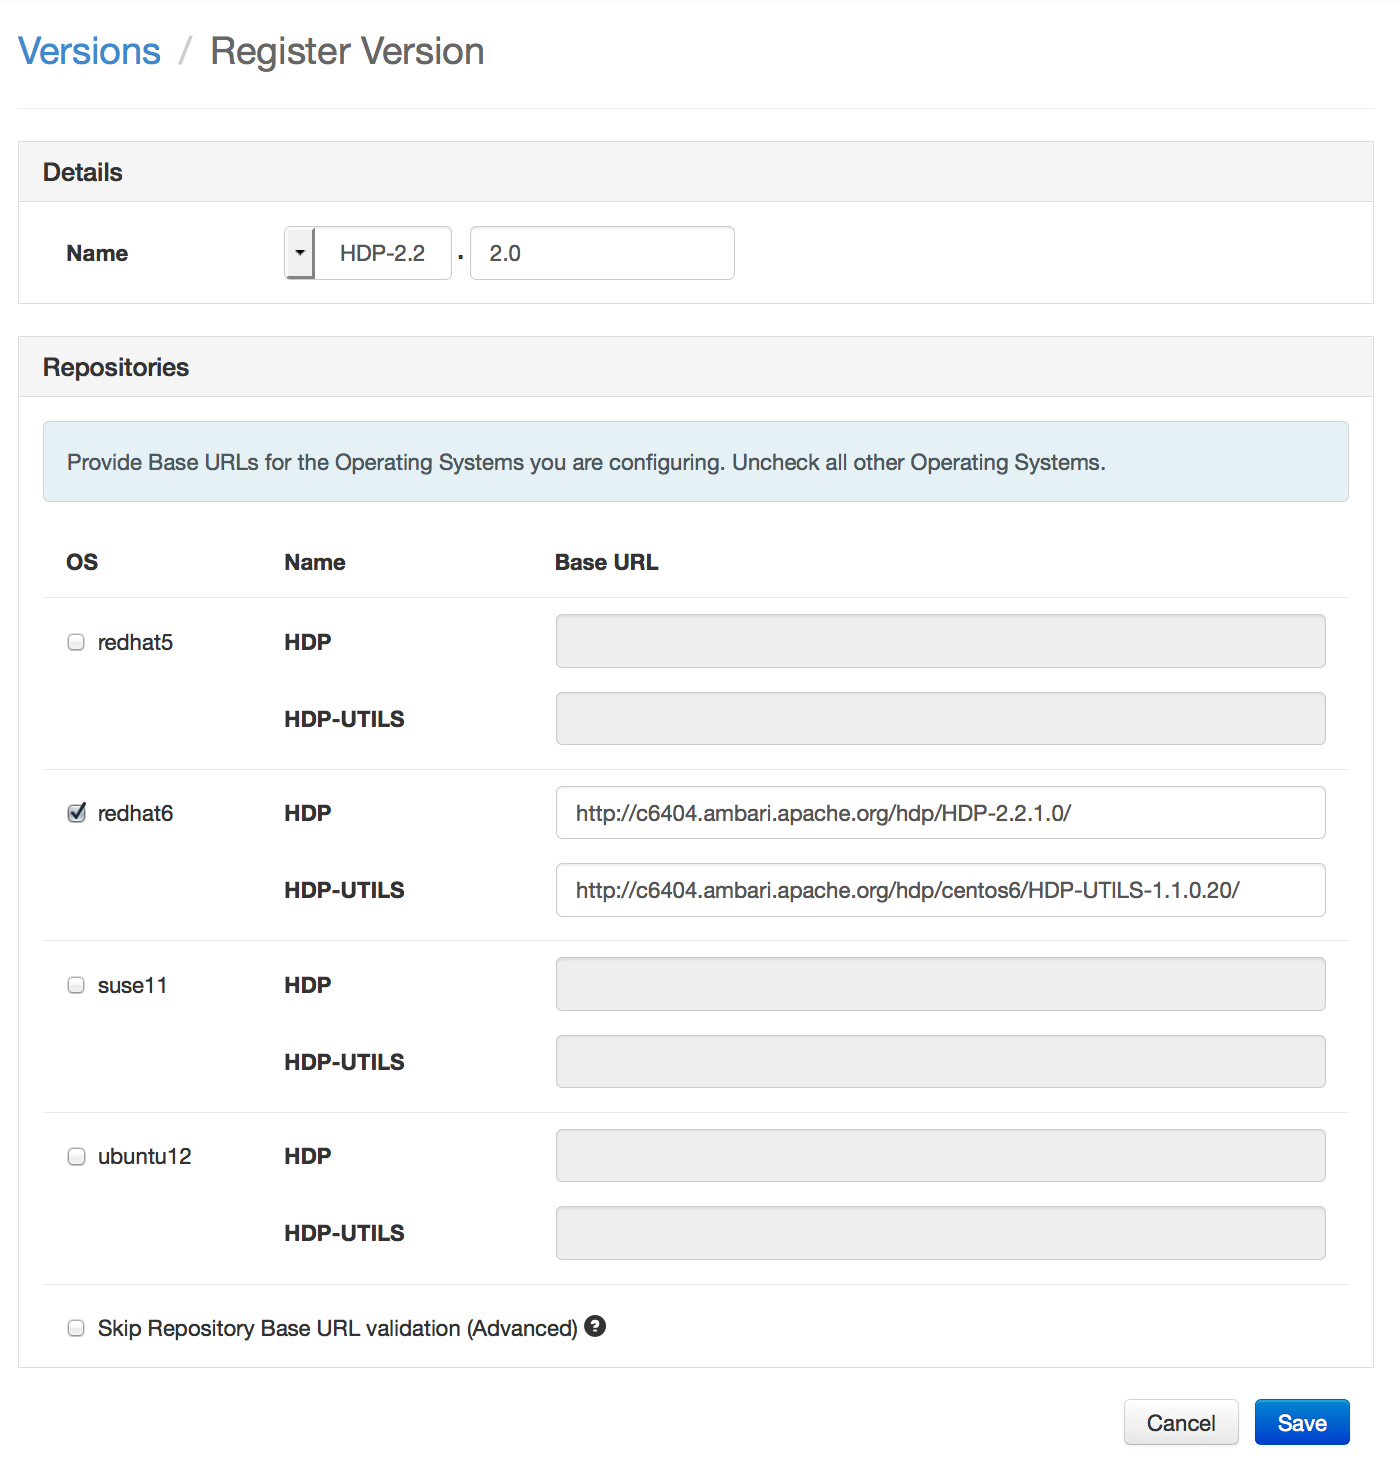 Versions / Register Version
Details
Name HDP-2.2 . 2.0
Repositories
Provide Base URLs for the Operating Systems you are configuring. Uncheck all other Operating Systems.
OS Name Base URL
redhat5 HDP
HDP-UTILS
redhat6 HDP http://c6404.ambari.apache.org/hdp/HDP-2.2.1.0/
HDP-UTILS http://c6404.ambari.apache.org/hdp/centos6/HDP-UTILS-1.1.0.20/
suse11 HDP
HDP-UTILS
ubuntu12 HDP
HDP-UTILS
Skip Repository Base URL validation (Advanced) ?
Cancel Save